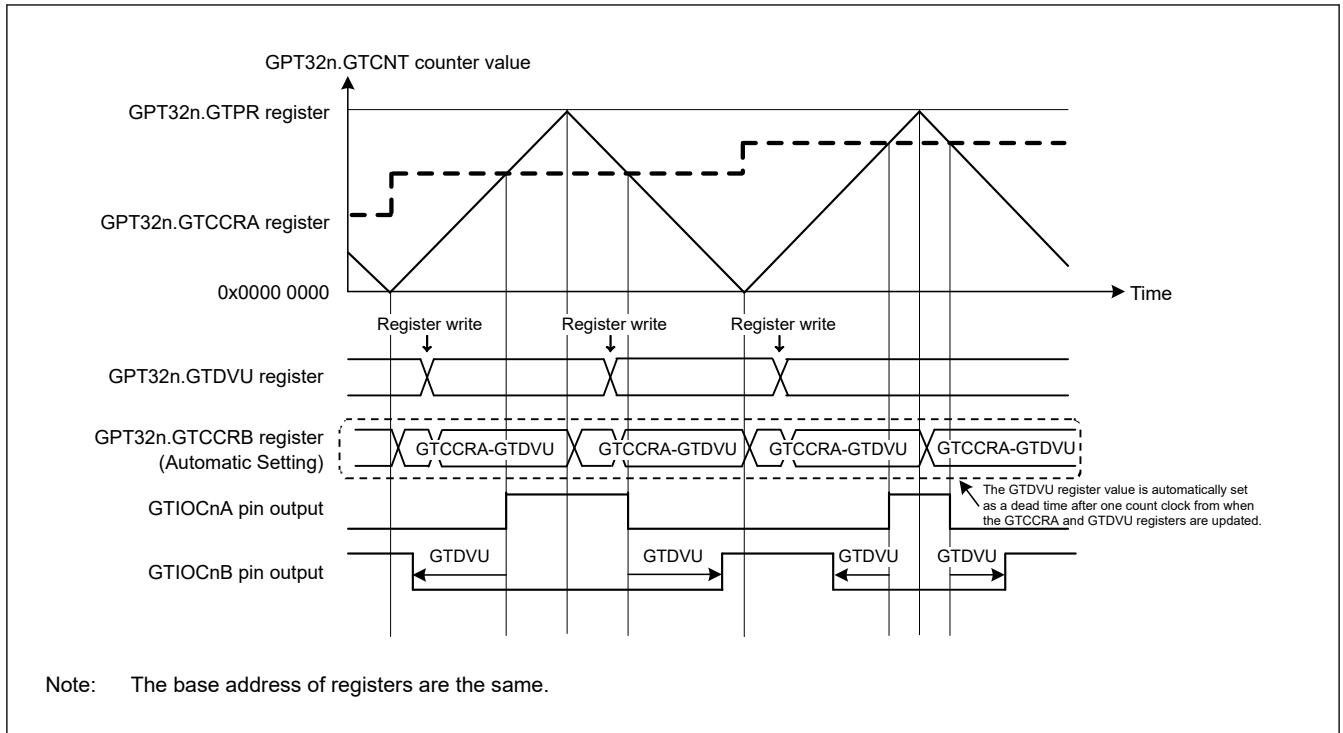 GPT32n.GTCNT counter value
GPT32n.GTPR register
GPT32n.GTCCRA register
0x0000 0000
Time
Register write
Register write
Register write
GPT32n.GTDVU register
GPT32n.GTCCRB register
(Automatic Setting)
GTCCRA-GTDVU
GTCCRA-GTDVU
GTCCRA-GTDVU
GTCCRA-GTDVU
The GTDVU register value is automatically set
as a dead time after one count clock from when
the GTCCRA and GTDVU registers are updated.
GTIOCnA pin output
GTIOCnB pin output
GTDVU
GTDVU
GTDVU
GTDVU
Note: The base address of registers are the same.